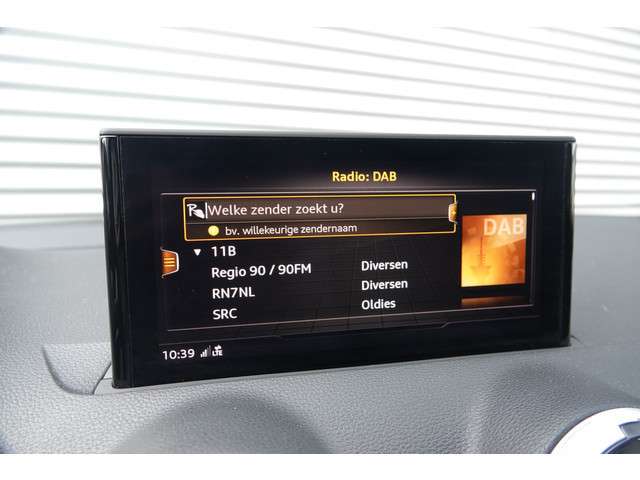 Radio: DAB
Welke zender zoekt u?
bv. willekeurige zendernaam
DAB
11B
Regio 90 / 90FM Diversen
RN7NL Diversen
SRC Oldies
10:39 LTE